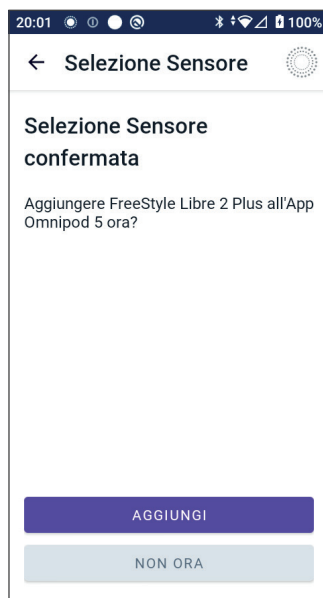 20:01 100%
Selezione Sensore
Selezione Sensore
confermata
Aggiungere FreeStyle Libre 2 Plus all'App
Omnipod 5 ora?
AGGIUNGI
NON ORA